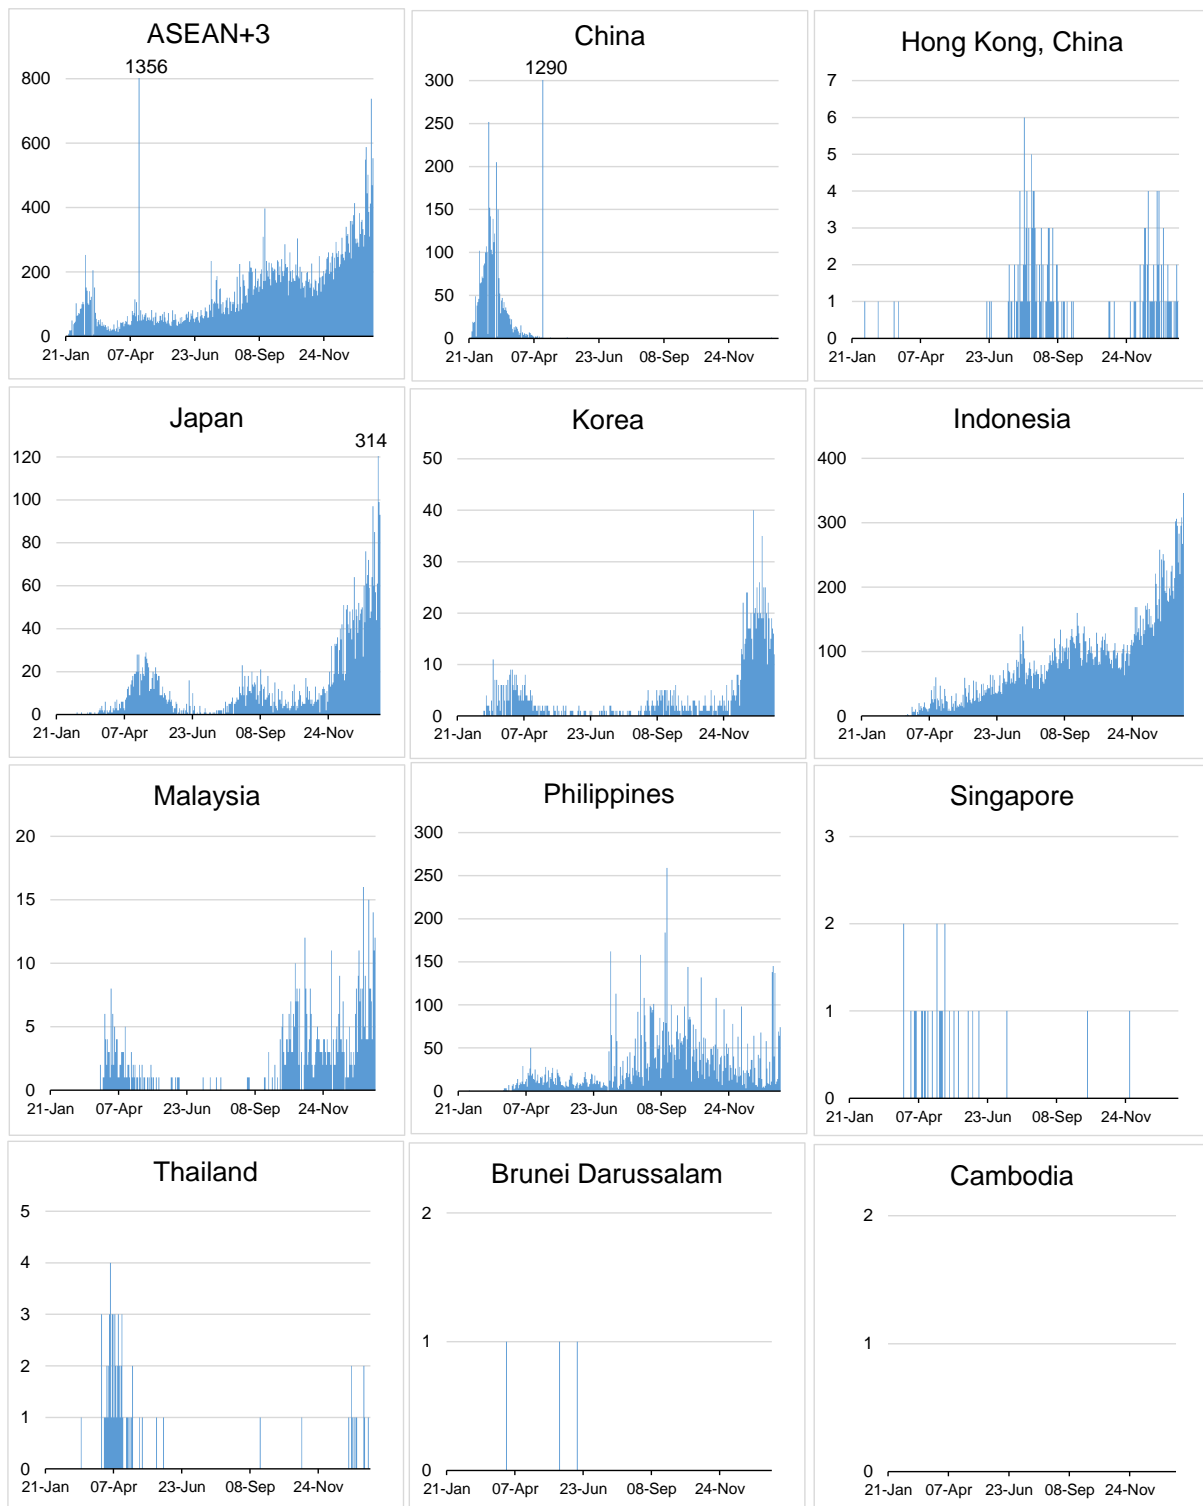 ASEAN+3
1356
800
600
400
200
0
21-Jan 07-Apr 23-Jun 08-Sep 24-Nov
China
1290
300
250
200
150
100
50
0
21-Jan 07-Apr 23-Jun 08-Sep 24-Nov
Hong Kong, China
7
6
5
4
3
2
1
0
21-Jan 07-Apr 23-Jun 08-Sep 24-Nov
Japan
314
120
100
80
60
40
20
0
21-Jan 07-Apr 23-Jun 08-Sep 24-Nov
Korea
50
40
30
20
10
0
21-Jan 07-Apr 23-Jun 08-Sep 24-Nov
Indonesia
400
300
200
100
0
21-Jan 07-Apr 23-Jun 08-Sep 24-Nov
Malaysia
20
15
10
5
0
21-Jan 07-Apr 23-Jun 08-Sep 24-Nov
Philippines
300
250
200
150
100
50
0
21-Jan 07-Apr 23-Jun 08-Sep 24-Nov
Singapore
3
2
1
0
21-Jan 07-Apr 23-Jun 08-Sep 24-Nov
Thailand
5
4
3
2
1
0
21-Jan 07-Apr 23-Jun 08-Sep 24-Nov
Brunei Darussalam
2
1
0
21-Jan 07-Apr 23-Jun 08-Sep 24-Nov
Cambodia
2
1
0
21-Jan 07-Apr 23-Jun 08-Sep 24-Nov